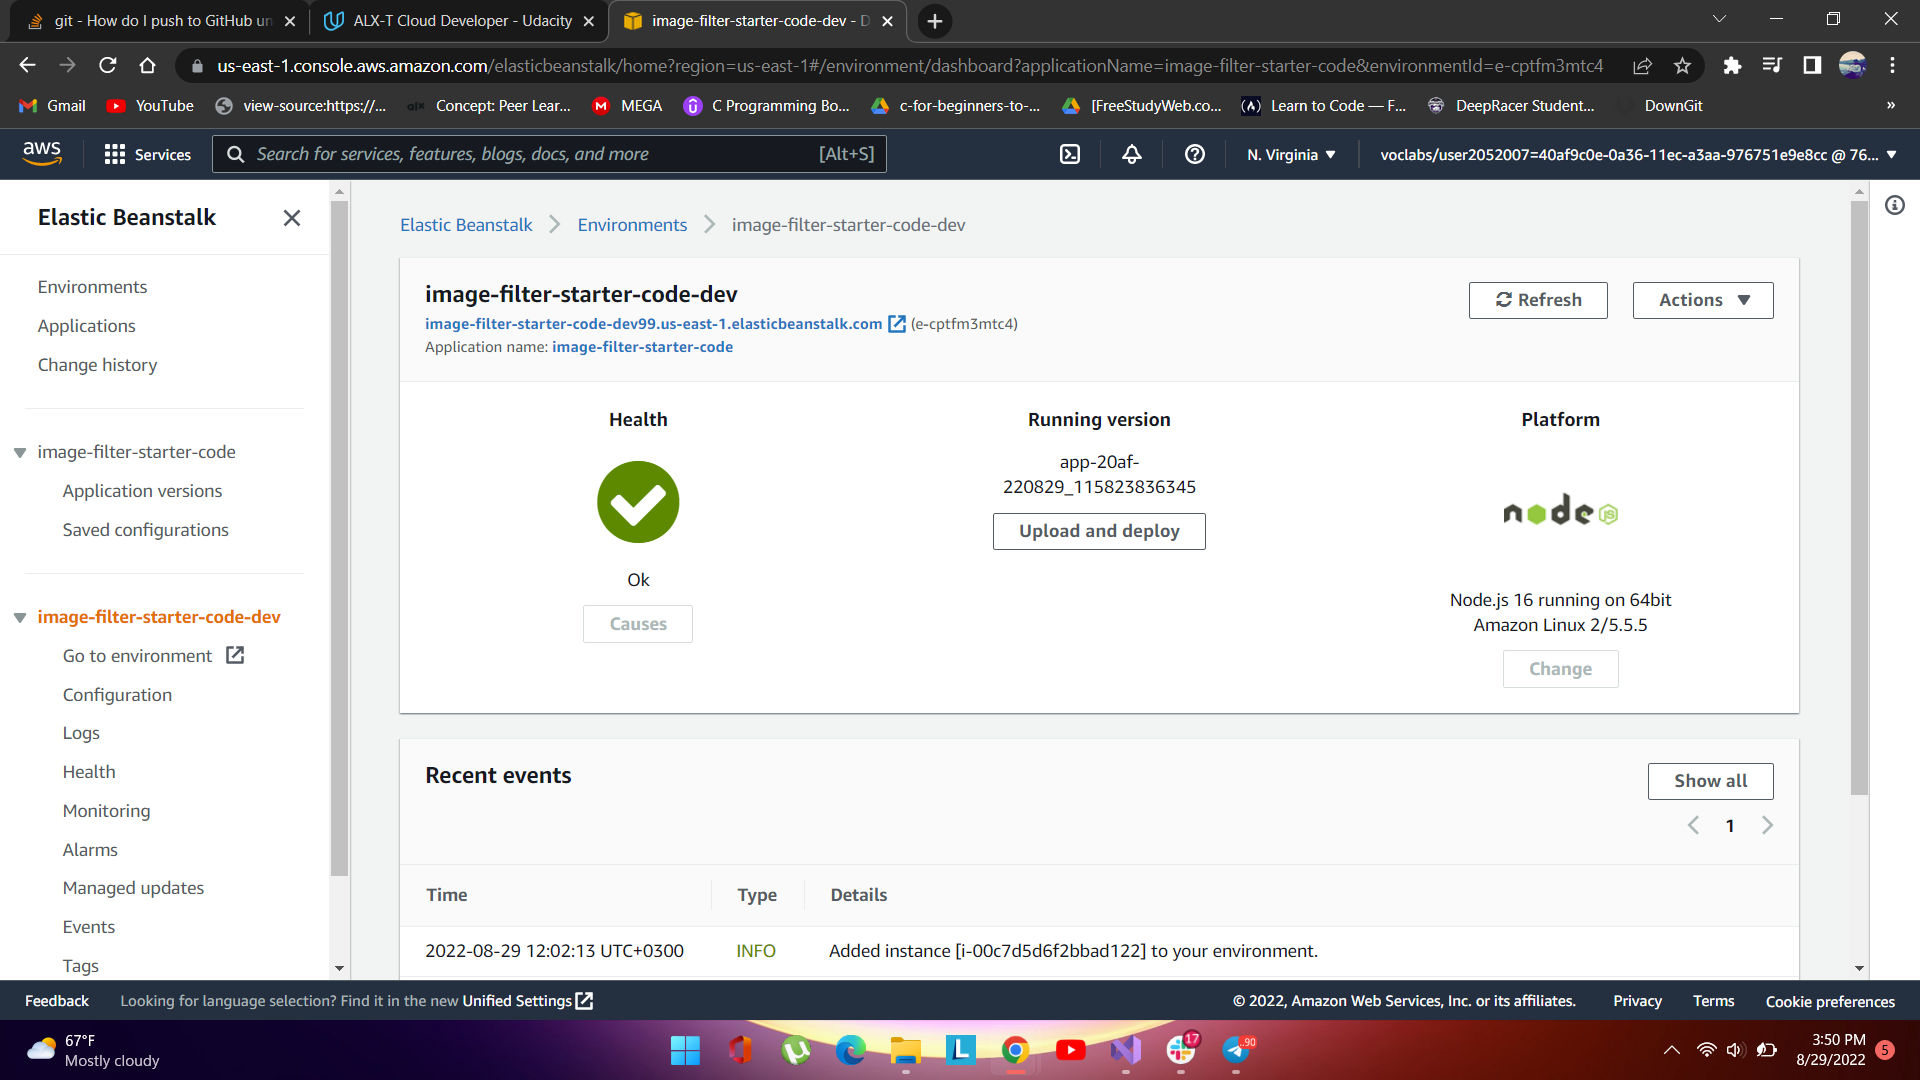 git - How do I push to GitHub un
ALX-T Cloud Developer - Udacity
image-filter-starter-code-dev - D
us-east-1.console.aws.amazon.com/elasticbeanstalk/home?region=us-east-1#/environment/dashboard?applicationName=image-filter-starter-code&environmentId=e-cptfm3mtc4
Gmail
YouTube
view-source:https://...
alx
Concept: Peer Lear...
MEGA
C Programming Bo...
c-for-beginners-to-...
[FreeStudyWeb.co...
Learn to Code — F...
DeepRacer Student...
DownGit
»
aws
Services
Search for services, features, blogs, docs, and more
[Alt+S]
N. Virginia
voclabs/user2052007=40af9c0e-0a36-11ec-a3aa-976751e9e8cc @ 76...
Elastic Beanstalk
Environments
Applications
Change history
image-filter-starter-code
Application versions
Saved configurations
image-filter-starter-code-dev
Go to environment
Configuration
Logs
Health
Monitoring
Alarms
Managed updates
Events
Tags
Elastic Beanstalk
Environments
image-filter-starter-code-dev
image-filter-starter-code-dev
image-filter-starter-code-dev99.us-east-1.elasticbeanstalk.com (e-cptfm3mtc4)
Application name: image-filter-starter-code
Refresh
Actions
Health
Ok
Causes
Running version
app-20af-
220829_115823836345
Upload and deploy
Platform
node
JS
Node.js 16 running on 64bit
Amazon Linux 2/5.5.5
Change
Recent events
Show all
1
Time Type Details
2022-08-29 12:02:13 UTC+0300 INFO Added instance [i-00c7d5d6f2bbad122] to your environment.
Feedback
Looking for language selection? Find it in the new Unified Settings
© 2022, Amazon Web Services, Inc. or its affiliates.
Privacy
Terms
Cookie preferences
67°F
Mostly cloudy
L
17
..90
3:50 PM
8/29/2022
5